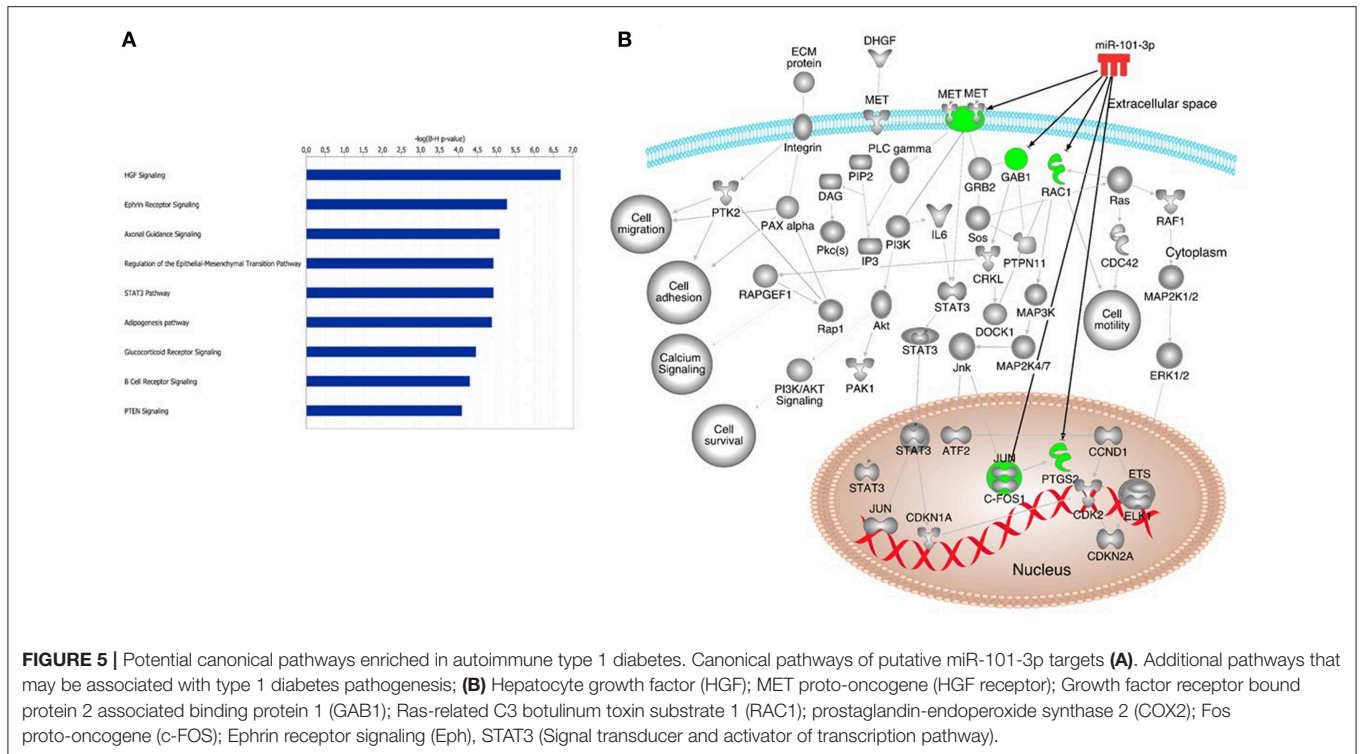 A
-log(B-H p-value)
0,0 0,5 1,0 1,5 2,0 2,5 3,0 3,5 4,0 4,5 5,0 5,5 6,0 6,5 7,0
HGF Signaling
Ephrin Receptor Signaling
Axonal Guidance Signaling
Regulation of the Epithelial-Mesenchymal Transition Pathway
STAT3 Pathway
Adipogenesis pathway
Glucocorticoid Receptor Signaling
B Cell Receptor Signaling
PTEN Signaling
B
DHGF
miR-101-3p
ECM
protein
MET
MET MET
Extracellular space
Integrin
PLC gamma
PIP2
GRB2
GAB1
RAC1
DAG
Ras
RAF1
PTK2
PAX alpha
Cell
migration
Pkc(s)
IP3
PI3K
IL6
Sos
PTPN11
CDC42
Cytoplasm
CRKL
MAP2K1/2
Cell
adhesion
RAPGEF1
Rap1
Akt
STAT3
DOCK1
MAP3K
Cell
motility
Calcium
Signaling
STAT3
Jnk
MAP2K4/7
ERK1/2
PI3K/AKT
Signaling
PAK1
Cell
survival
STAT3
ATF2
JUN
C-FOS1
PTGS2
CCND1
STAT3
ETS
ELK1
JUN
CDKN1A
CDK2
CDKN2A
Nucleus
FIGURE 5 | Potential canonical pathways enriched in autoimmune type 1 diabetes. Canonical pathways of putative miR-101-3p targets (A). Additional pathways that
may be associated with type 1 diabetes pathogenesis; (B) Hepatocyte growth factor (HGF); MET proto-oncogene (HGF receptor); Growth factor receptor bound
protein 2 associated binding protein 1 (GAB1); Ras-related C3 botulinum toxin substrate 1 (RAC1); prostaglandin-endoperoxide synthase 2 (COX2); Fos
proto-oncogene (c-FOS); Ephrin receptor signaling (Eph), STAT3 (Signal transducer and activator of transcription pathway).